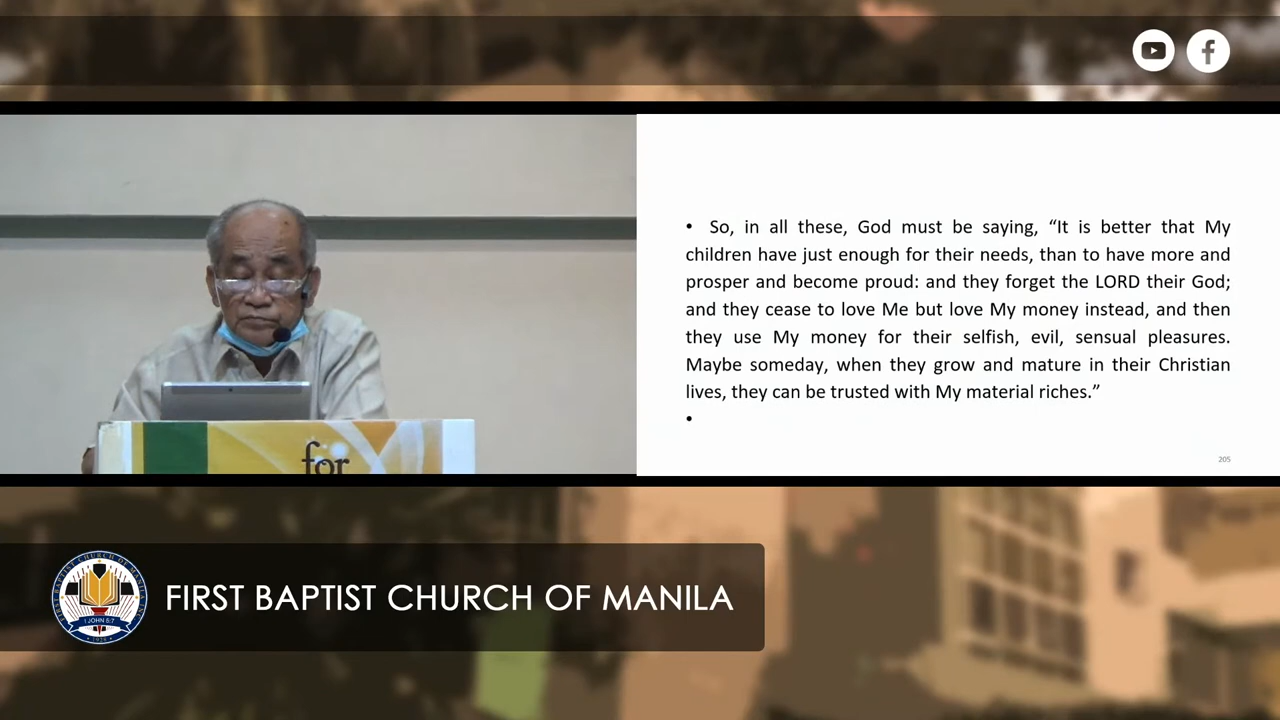 • So, in all these, God must be saying, “It is better that My
children have just enough for their needs, than to have more and
prosper and become proud: and they forget the LORD their God;
and they cease to love Me but love My money instead, and then
they use My money for their selfish, evil, sensual pleasures.
Maybe someday, when they grow and mature in their Christian
lives, they can be trusted with My material riches.”
•
205
for
FIRST BAPTIST CHURCH OF MANILA
I JOHN 5:7